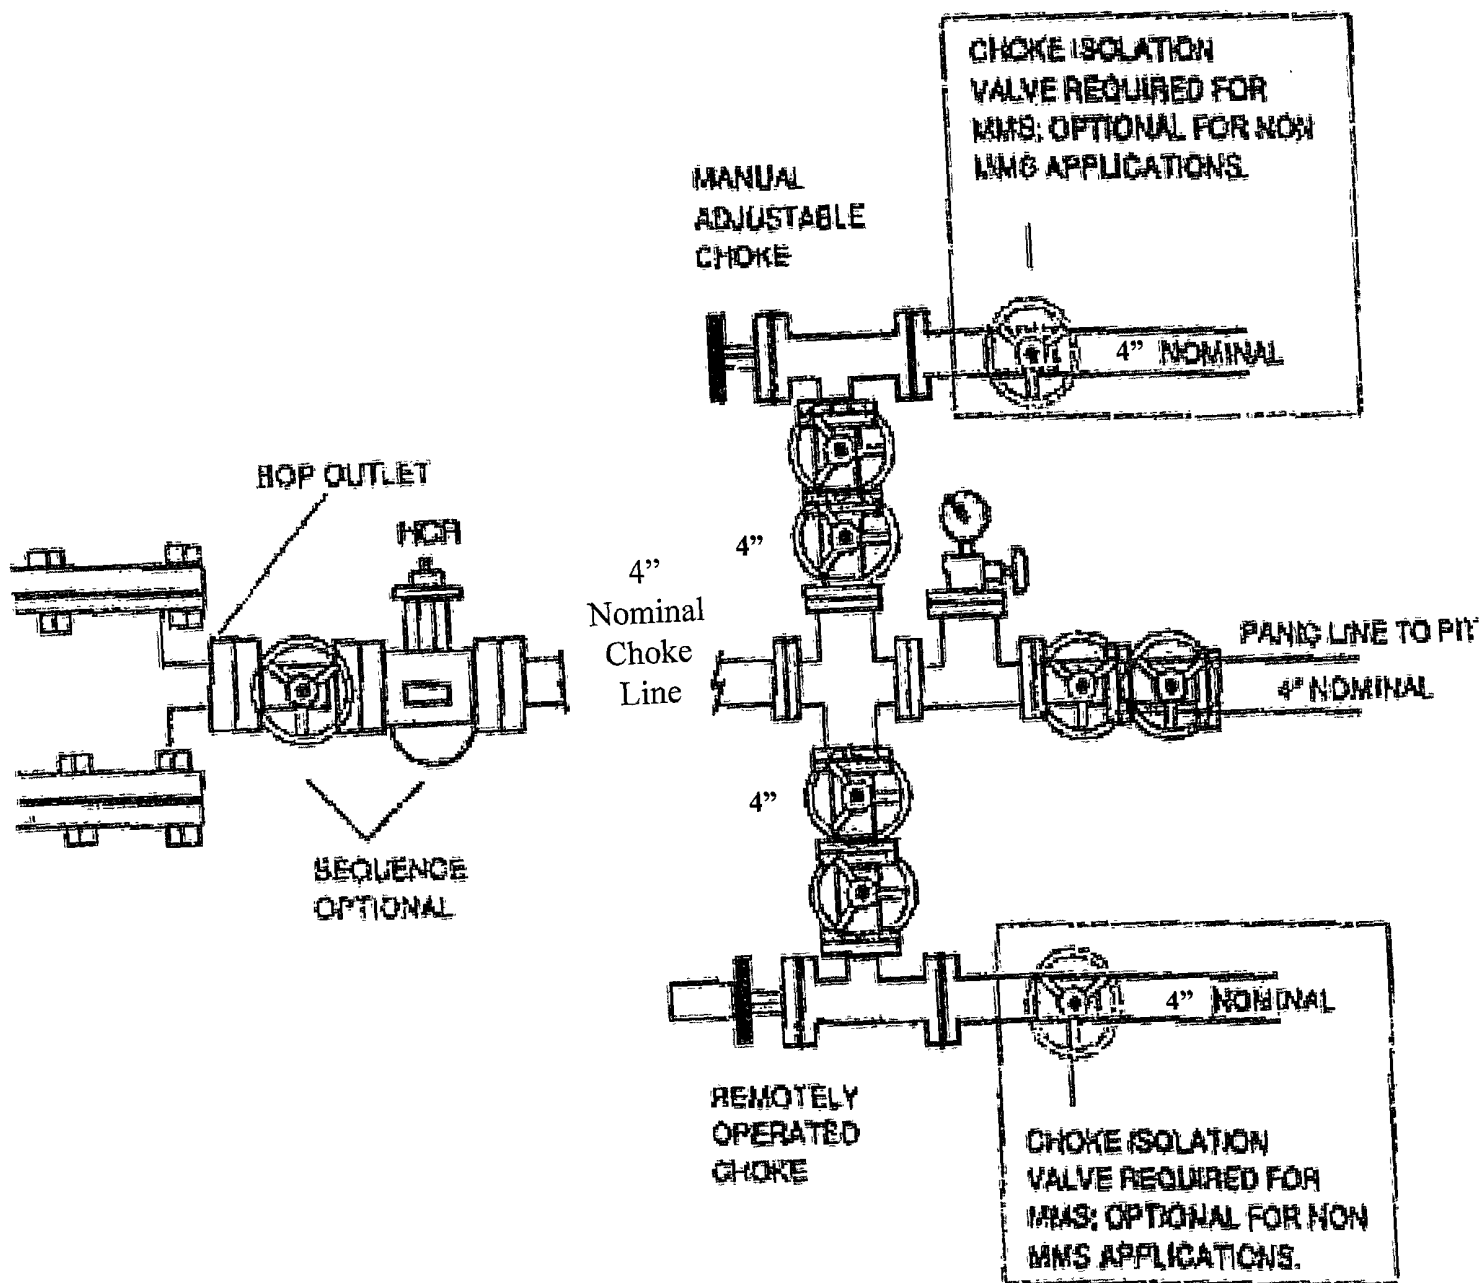 CHOKE ISOLATION
VALVE REQUIRED FOR
MMS; OPTIONAL FOR NON
MMS APPLICATIONS.
MANUAL
ADJUSTABLE
CHOKE
4” NOMINAL
BOP OUTLET
HCR
4”
4”
Nominal
Choke
Line
PANIC LINE TO PIT
4" NOMINAL
4”
SEQUENCE
OPTIONAL
4” NOMINAL
REMOTELY
OPERATED
CHOKE
CHOKE ISOLATION
VALVE REQUIRED FOR
MMS; OPTIONAL FOR NON
MMS APPLICATIONS.